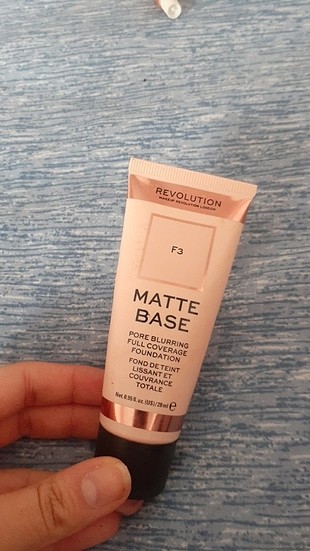 REVOLUTION
MAKEUP REVOLUTION LONDON
F3
MATTE
BASE
PORE BLURRING
FULL COVERAGE
FOUNDATION
FOND DE TEINT
LISSANT ET
COUVRANCE
TOTALE
Net. 0.95 fl. oz. (US)/28 ml ℮